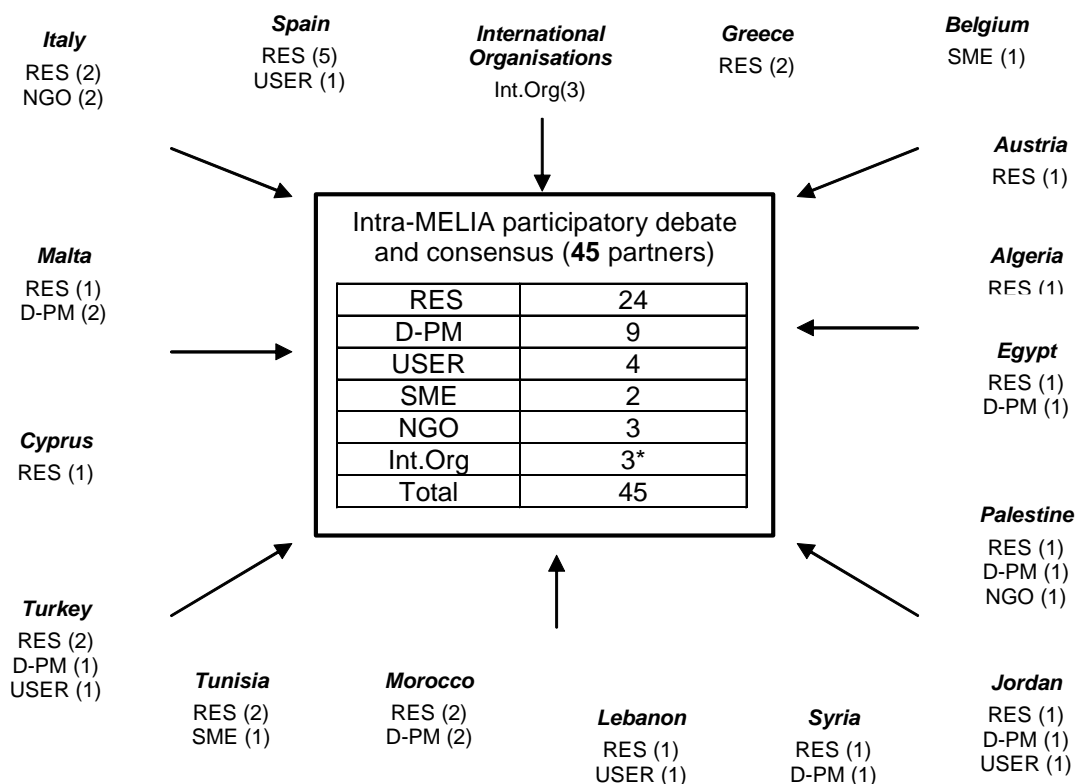 Italy
RES (2)
NGO (2)
Spain
RES (5)
USER (1)
International
Organisations
Int.Org(3)
Greece
RES (2)
Belgium
SME (1)
Austria
RES (1)
Malta
RES (1)
D-PM (2)
Intra-MELIA participatory debate
and consensus (45 partners)
RES 24
D-PM 9
USER 4
SME 2
NGO 3
Int.Org 3*
Total 45
Algeria
RES (1)
Egypt
RES (1)
D-PM (1)
Cyprus
RES (1)
Palestine
RES (1)
D-PM (1)
NGO (1)
Turkey
RES (2)
D-PM (1)
USER (1)
Tunisia
RES (2)
SME (1)
Morocco
RES (2)
D-PM (2)
Lebanon
RES (1)
USER (1)
Syria
RES (1)
D-PM (1)
Jordan
RES (1)
D-PM (1)
USER (1)